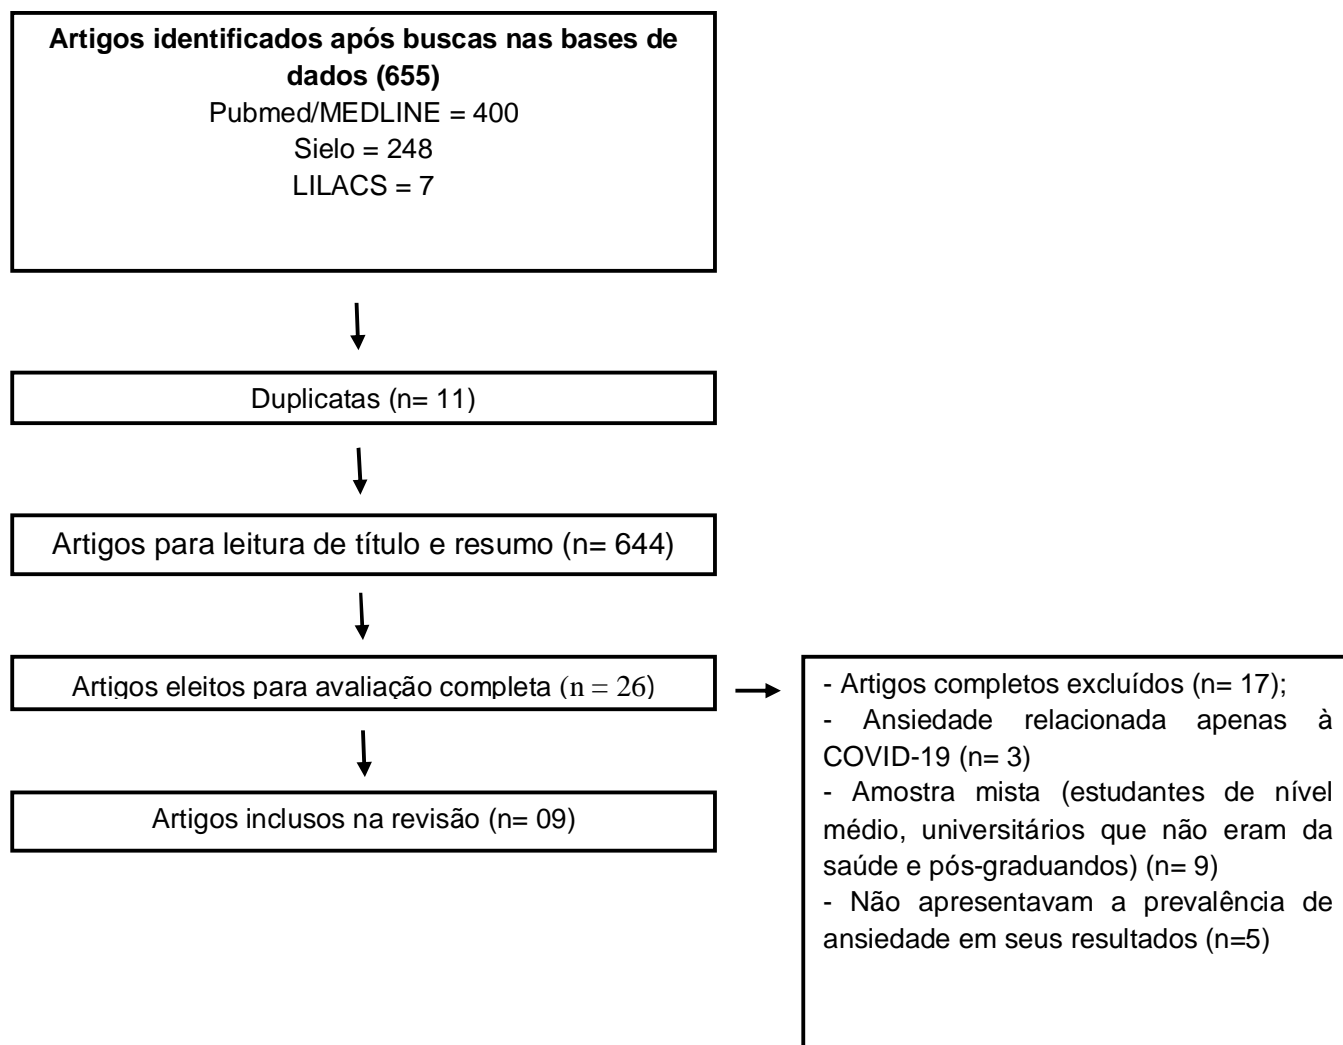 Artigos identificados após buscas nas bases de
dados (655)
Pubmed/MEDLINE = 400
Sielo = 248
LILACS = 7
Duplicatas (n= 11)
Artigos para leitura de título e resumo (n= 644)
Artigos eleitos para avaliação completa (n = 26)
Artigos inclusos na revisão (n= 09)
- Artigos completos excluídos (n= 17);
- Ansiedade relacionada apenas à
COVID-19 (n= 3)
- Amostra mista (estudantes de nível
médio, universitários que não eram da
saúde e pós-graduandos) (n= 9)
- Não apresentavam a prevalência de
ansiedade em seus resultados (n=5)